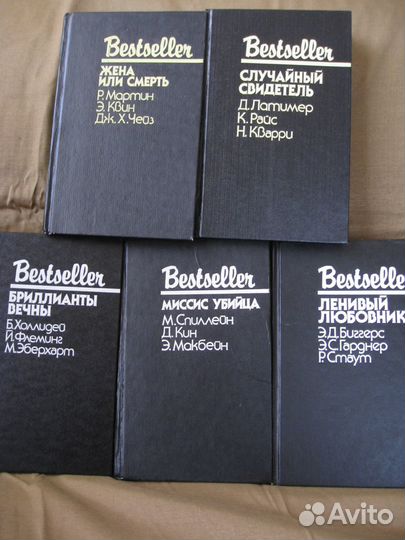 Bestseller
ЖЕНА
ИЛИ СМЕРТЬ
Р. Мартин
Э. Квин
Дж. Х. Чейз
Bestseller
СЛУЧАЙНЫЙ
СВИДЕТЕЛЬ
Д. Латимер
К. Райс
Н. Кварри
Bestseller
БРИЛЛИАНТЫ
ВЕЧНЫ
Б. Холлидей
Й. Флеминг
М. Эберхарт
Bestseller
МИССИС УБИЙЦА
М. Спиллейн
Д. Кин
Э. Макбейн
Bestseller
ЛЕНИВЫЙ
ЛЮБОВНИК
Э. Д. Биггерс
Э. С. Гарднер
Р. Стаут
Avito